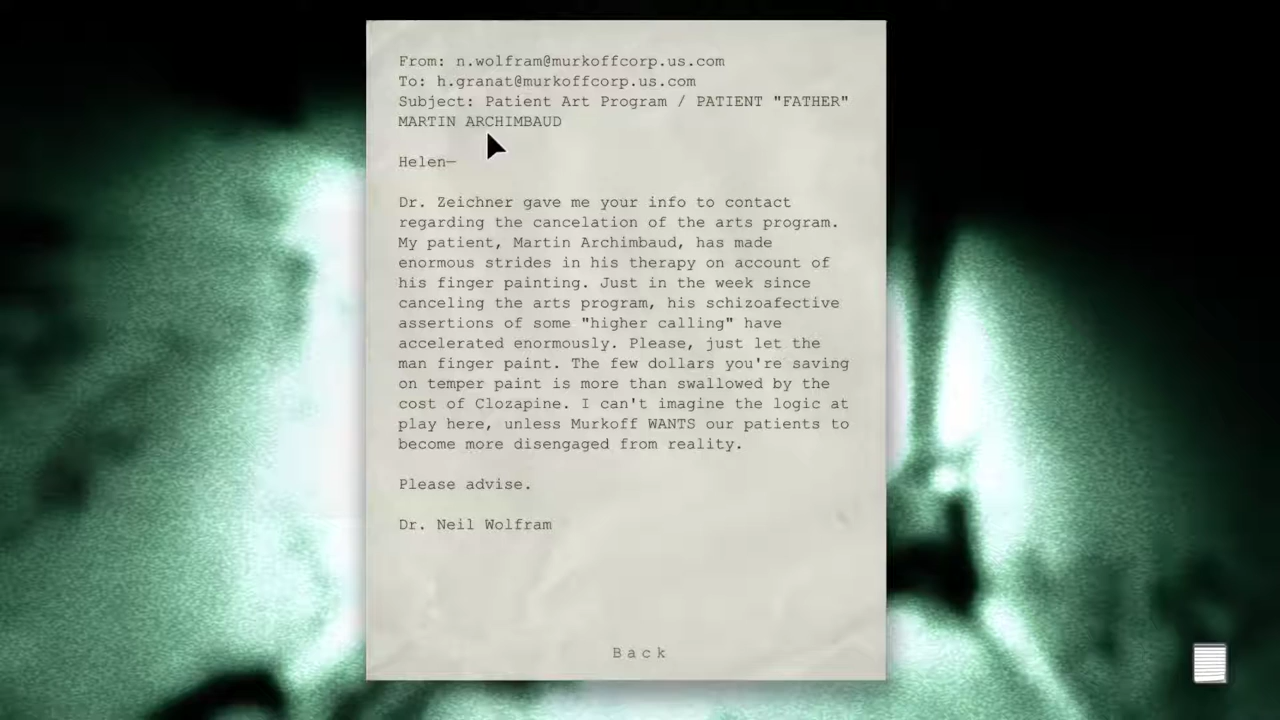 From: n.wolfram@murkoffcorp.us.com
To: h.granat@murkoffcorp.us.com
Subject: Patient Art Program / PATIENT "FATHER"
MARTIN ARCHIMBAUD
Helen—
Dr. Zeichner gave me your info to contact
regarding the cancelation of the arts program.
My patient, Martin Archimbaud, has made
enormous strides in his therapy on account of
his finger painting. Just in the week since
canceling the arts program, his schizoafective
assertions of some "higher calling" have
accelerated enormously. Please, just let the
man finger paint. The few dollars you're saving
on temper paint is more than swallowed by the
cost of Clozapine. I can't imagine the logic at
play here, unless Murkoff WANTS our patients to
become more disengaged from reality.
Please advise.
Dr. Neil Wolfram
Back